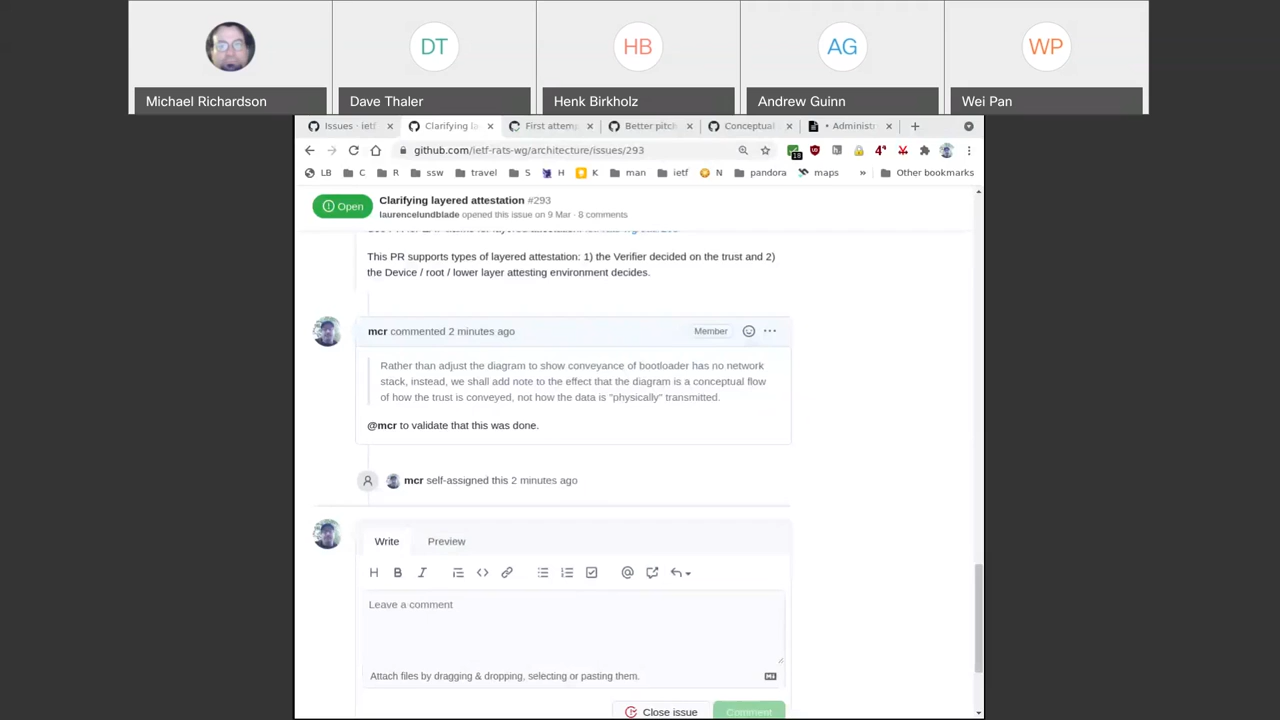 DT
HB
AG
WP
Michael Richardson
Dave Thaler
Henk Birkholz
Andrew Guinn
Wei Pan
Issues · ietf
Clarifying la
First attemp
Better pitch
Conceptual
• Administr
github.com/ietf-rats-wg/architecture/issues/293
18
LB
C
R
ssw
travel
S
H
K
man
ietf
N
pandora
maps
»
Other bookmarks
Open
Clarifying layered attestation #293
laurencelundblade opened this issue on 9 Mar · 8 comments
This PR supports types of layered attestation: 1) the Verifier decided on the trust and 2)
the Device / root / lower layer attesting environment decides.
mcr commented 2 minutes ago
Member
Rather than adjust the diagram to show conveyance of bootloader has no network
stack, instead, we shall add note to the effect that the diagram is a conceptual flow
of how the trust is conveyed, not how the data is "physically" transmitted.
@mcr to validate that this was done.
mcr self-assigned this 2 minutes ago
Write
Preview
Leave a comment
Attach files by dragging & dropping, selecting or pasting them.
Close issue
Comment